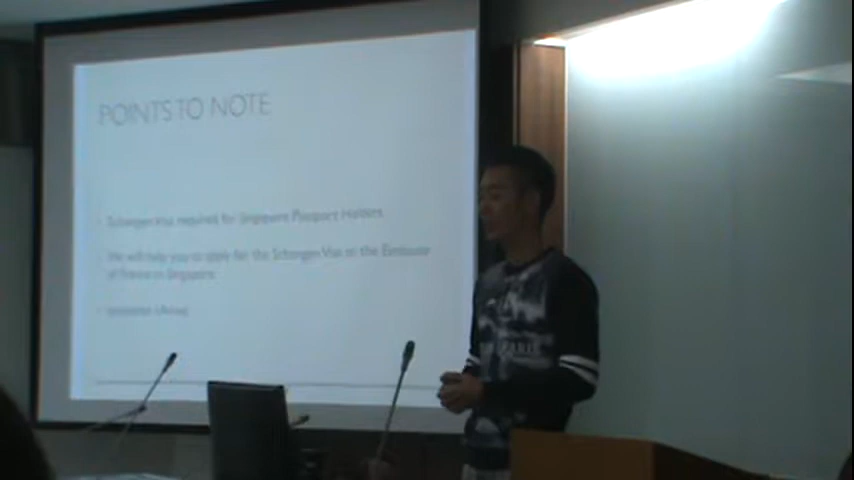 POINTS TO NOTE
Schengen Visa required for Singapore Passport Holders
We will help you to apply for the Schengen Visa at the Embassy
of France in Singapore